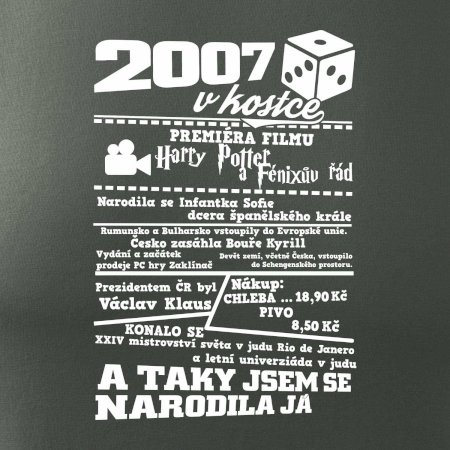 2007
v kostce
PREMIÉRA FILMU
Harry Potter
a Fénixův řád
Narodila se Infantka Sofie
dcera španělského krále
Rumunsko a Bulharsko vstoupily do Evropské unie.
Česko zasáhla Bouře Kyrill
Vydání a začátek
prodeje PC hry Zaklínač
Devět zemí, včetně Česka, vstoupilo
do Schengenského prostoru.
Prezidentem ČR byl
Václav Klaus
Nákup:
CHLEBA ... 18,90 Kč
PIVO
8,50 Kč
KONALO SE
XXIV mistrovství světa v judu Rio de Janero
a letní univerziáda v judu
A TAKY JSEM SE
NARODILA JÁ